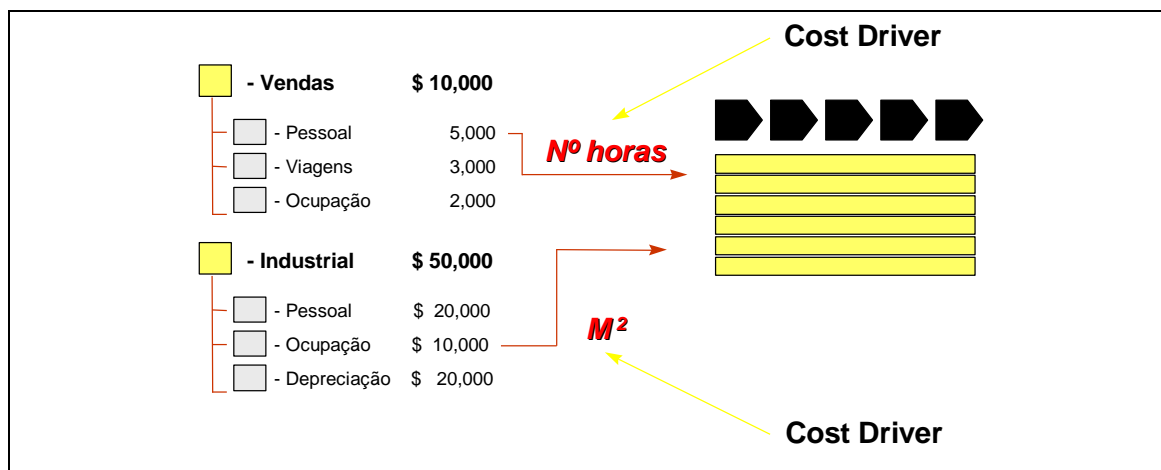 Cost Driver
- Vendas $ 10,000
- Pessoal 5,000
Nº horas
- Viagens 3,000
- Ocupação 2,000
- Industrial $ 50,000
- Pessoal $ 20,000
M²
- Ocupação $ 10,000
- Depreciação $ 20,000
Cost Driver